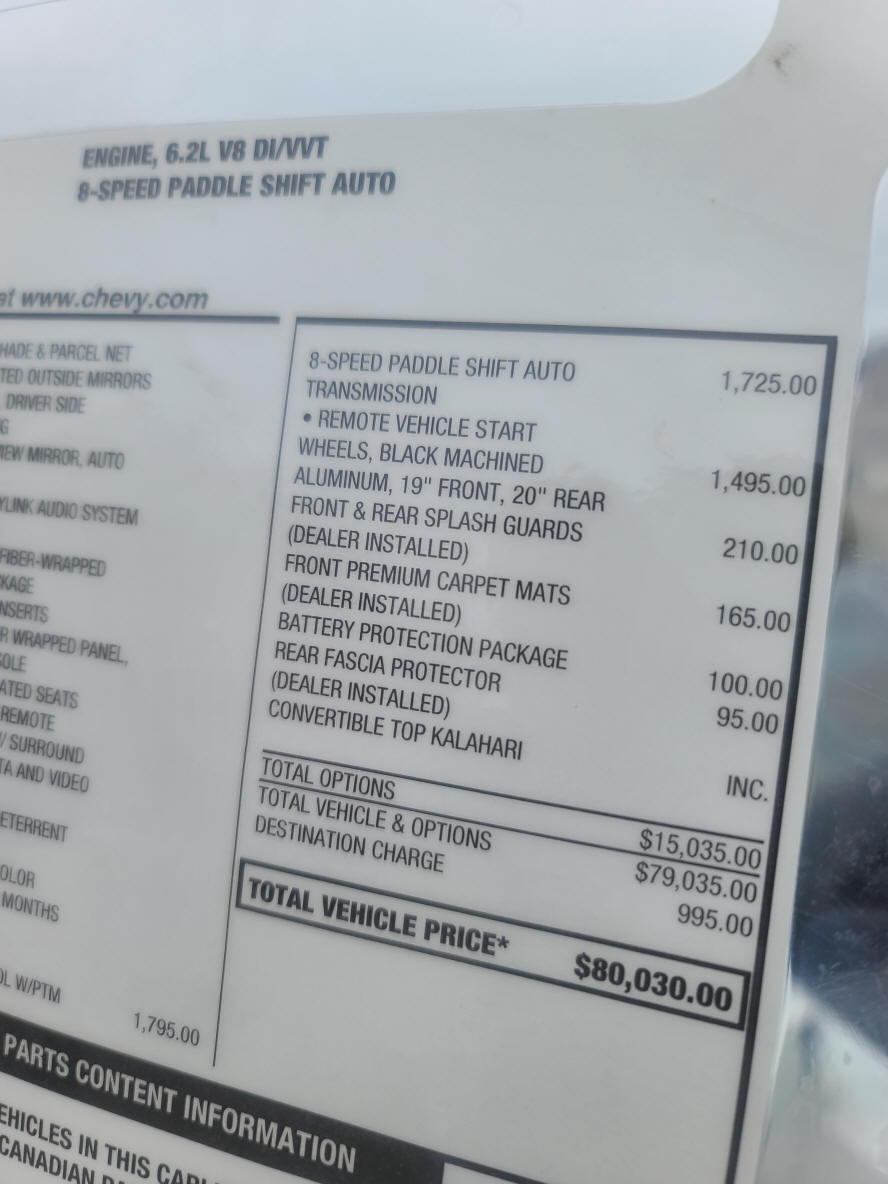 ENGINE, 6.2L V8 DI/VVT
8-SPEED PADDLE SHIFT AUTO
at www.chevy.com
HADE & PARCEL NET
TED OUTSIDE MIRRORS
, DRIVER SIDE
G
IEW MIRROR, AUTO
YLINK AUDIO SYSTEM
FIBER-WRAPPED
KAGE
NSERTS
R WRAPPED PANEL,
OLE
ATED SEATS
REMOTE
/ SURROUND
TA AND VIDEO
ETERRENT
OLOR
MONTHS
OL W/PTM
1,795.00
8-SPEED PADDLE SHIFT AUTO 1,725.00
TRANSMISSION
• REMOTE VEHICLE START
WHEELS, BLACK MACHINED 1,495.00
ALUMINUM, 19" FRONT, 20" REAR
FRONT & REAR SPLASH GUARDS 210.00
(DEALER INSTALLED)
FRONT PREMIUM CARPET MATS 165.00
(DEALER INSTALLED)
BATTERY PROTECTION PACKAGE 100.00
REAR FASCIA PROTECTOR 95.00
(DEALER INSTALLED)
CONVERTIBLE TOP KALAHARI INC.
TOTAL OPTIONS $15,035.00
TOTAL VEHICLE & OPTIONS $79,035.00
DESTINATION CHARGE 995.00
TOTAL VEHICLE PRICE* $80,030.00
PARTS CONTENT INFORMATION
EHICLES IN THIS CARL
CANADIAN